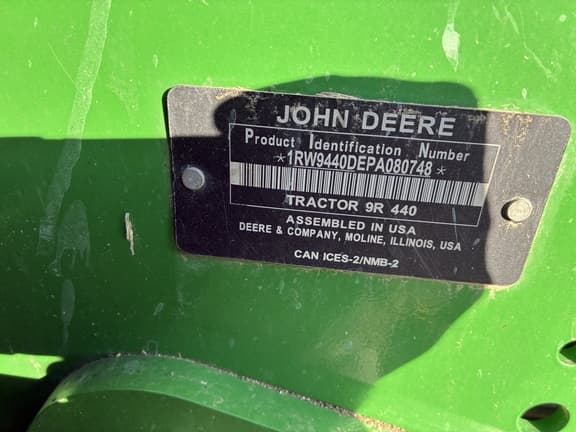 JOHN DEERE
Product Identification Number
*1RW9440DEPA080748*
TRACTOR 9R 440
ASSEMBLED IN USA
DEERE & COMPANY, MOLINE, ILLINOIS, USA
CAN ICES-2/NMB-2